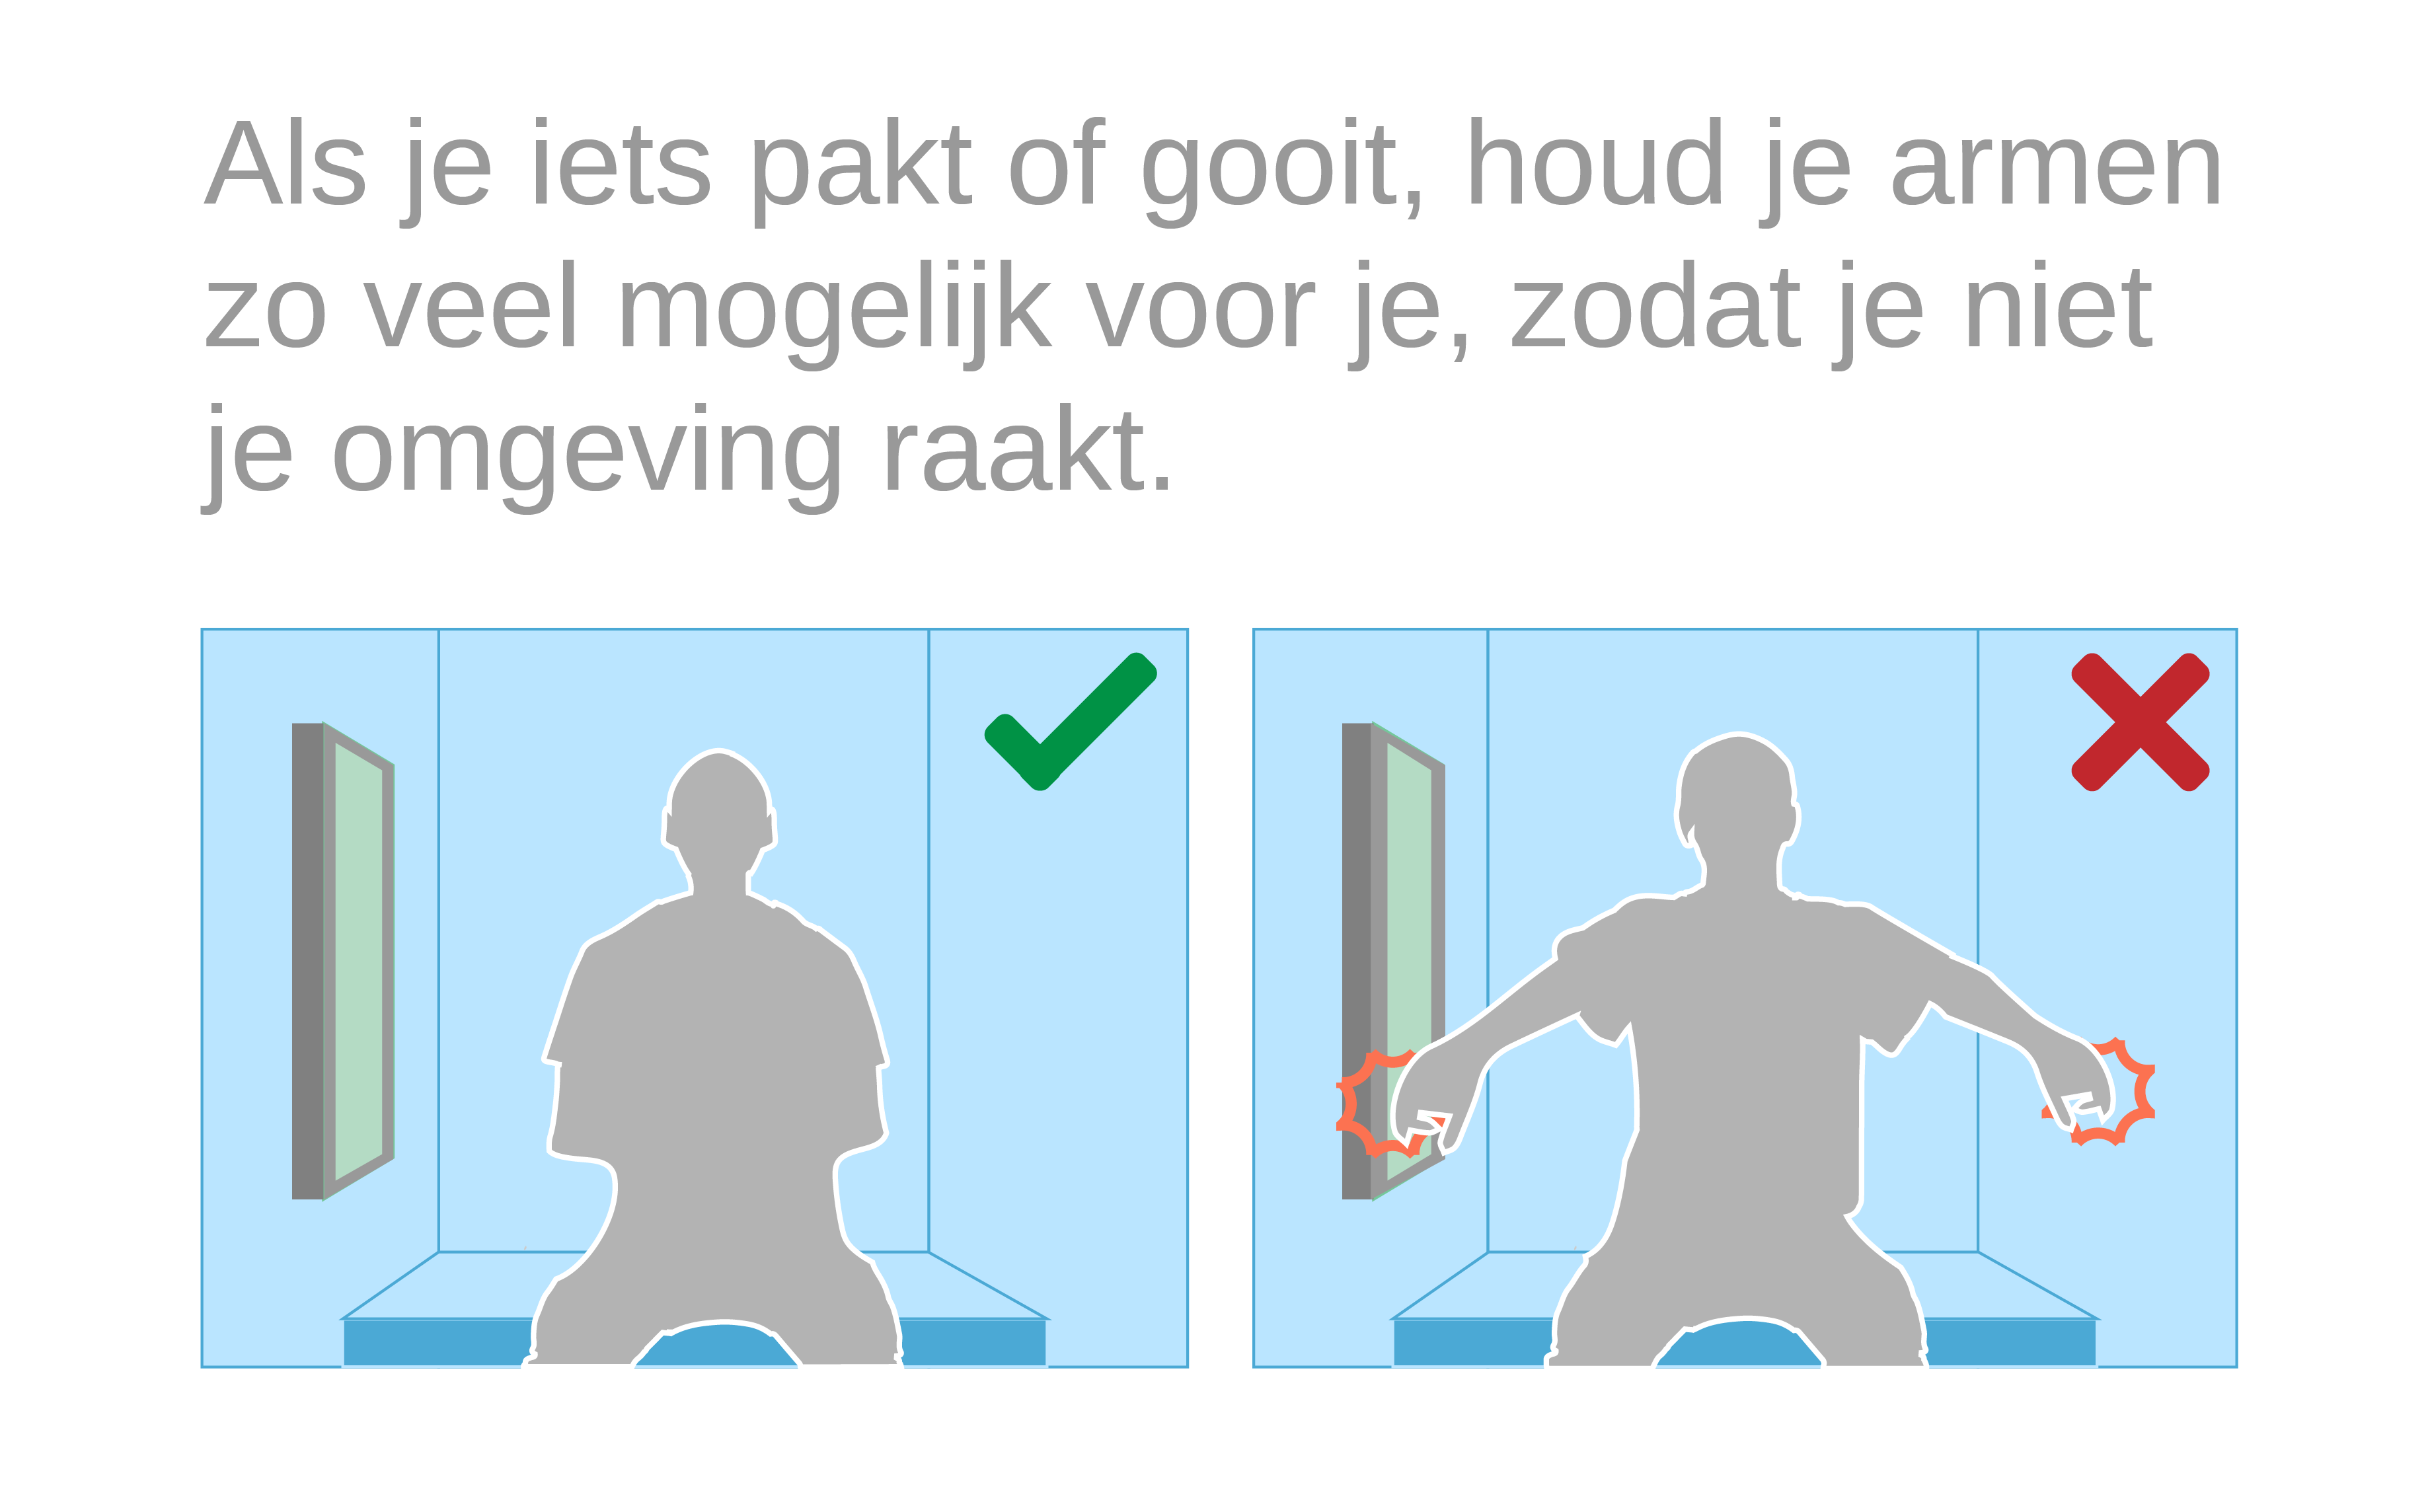 Als je iets pakt of gooit, houd je armen
zo veel mogelijk voor je, zodat je niet
je omgeving raakt.